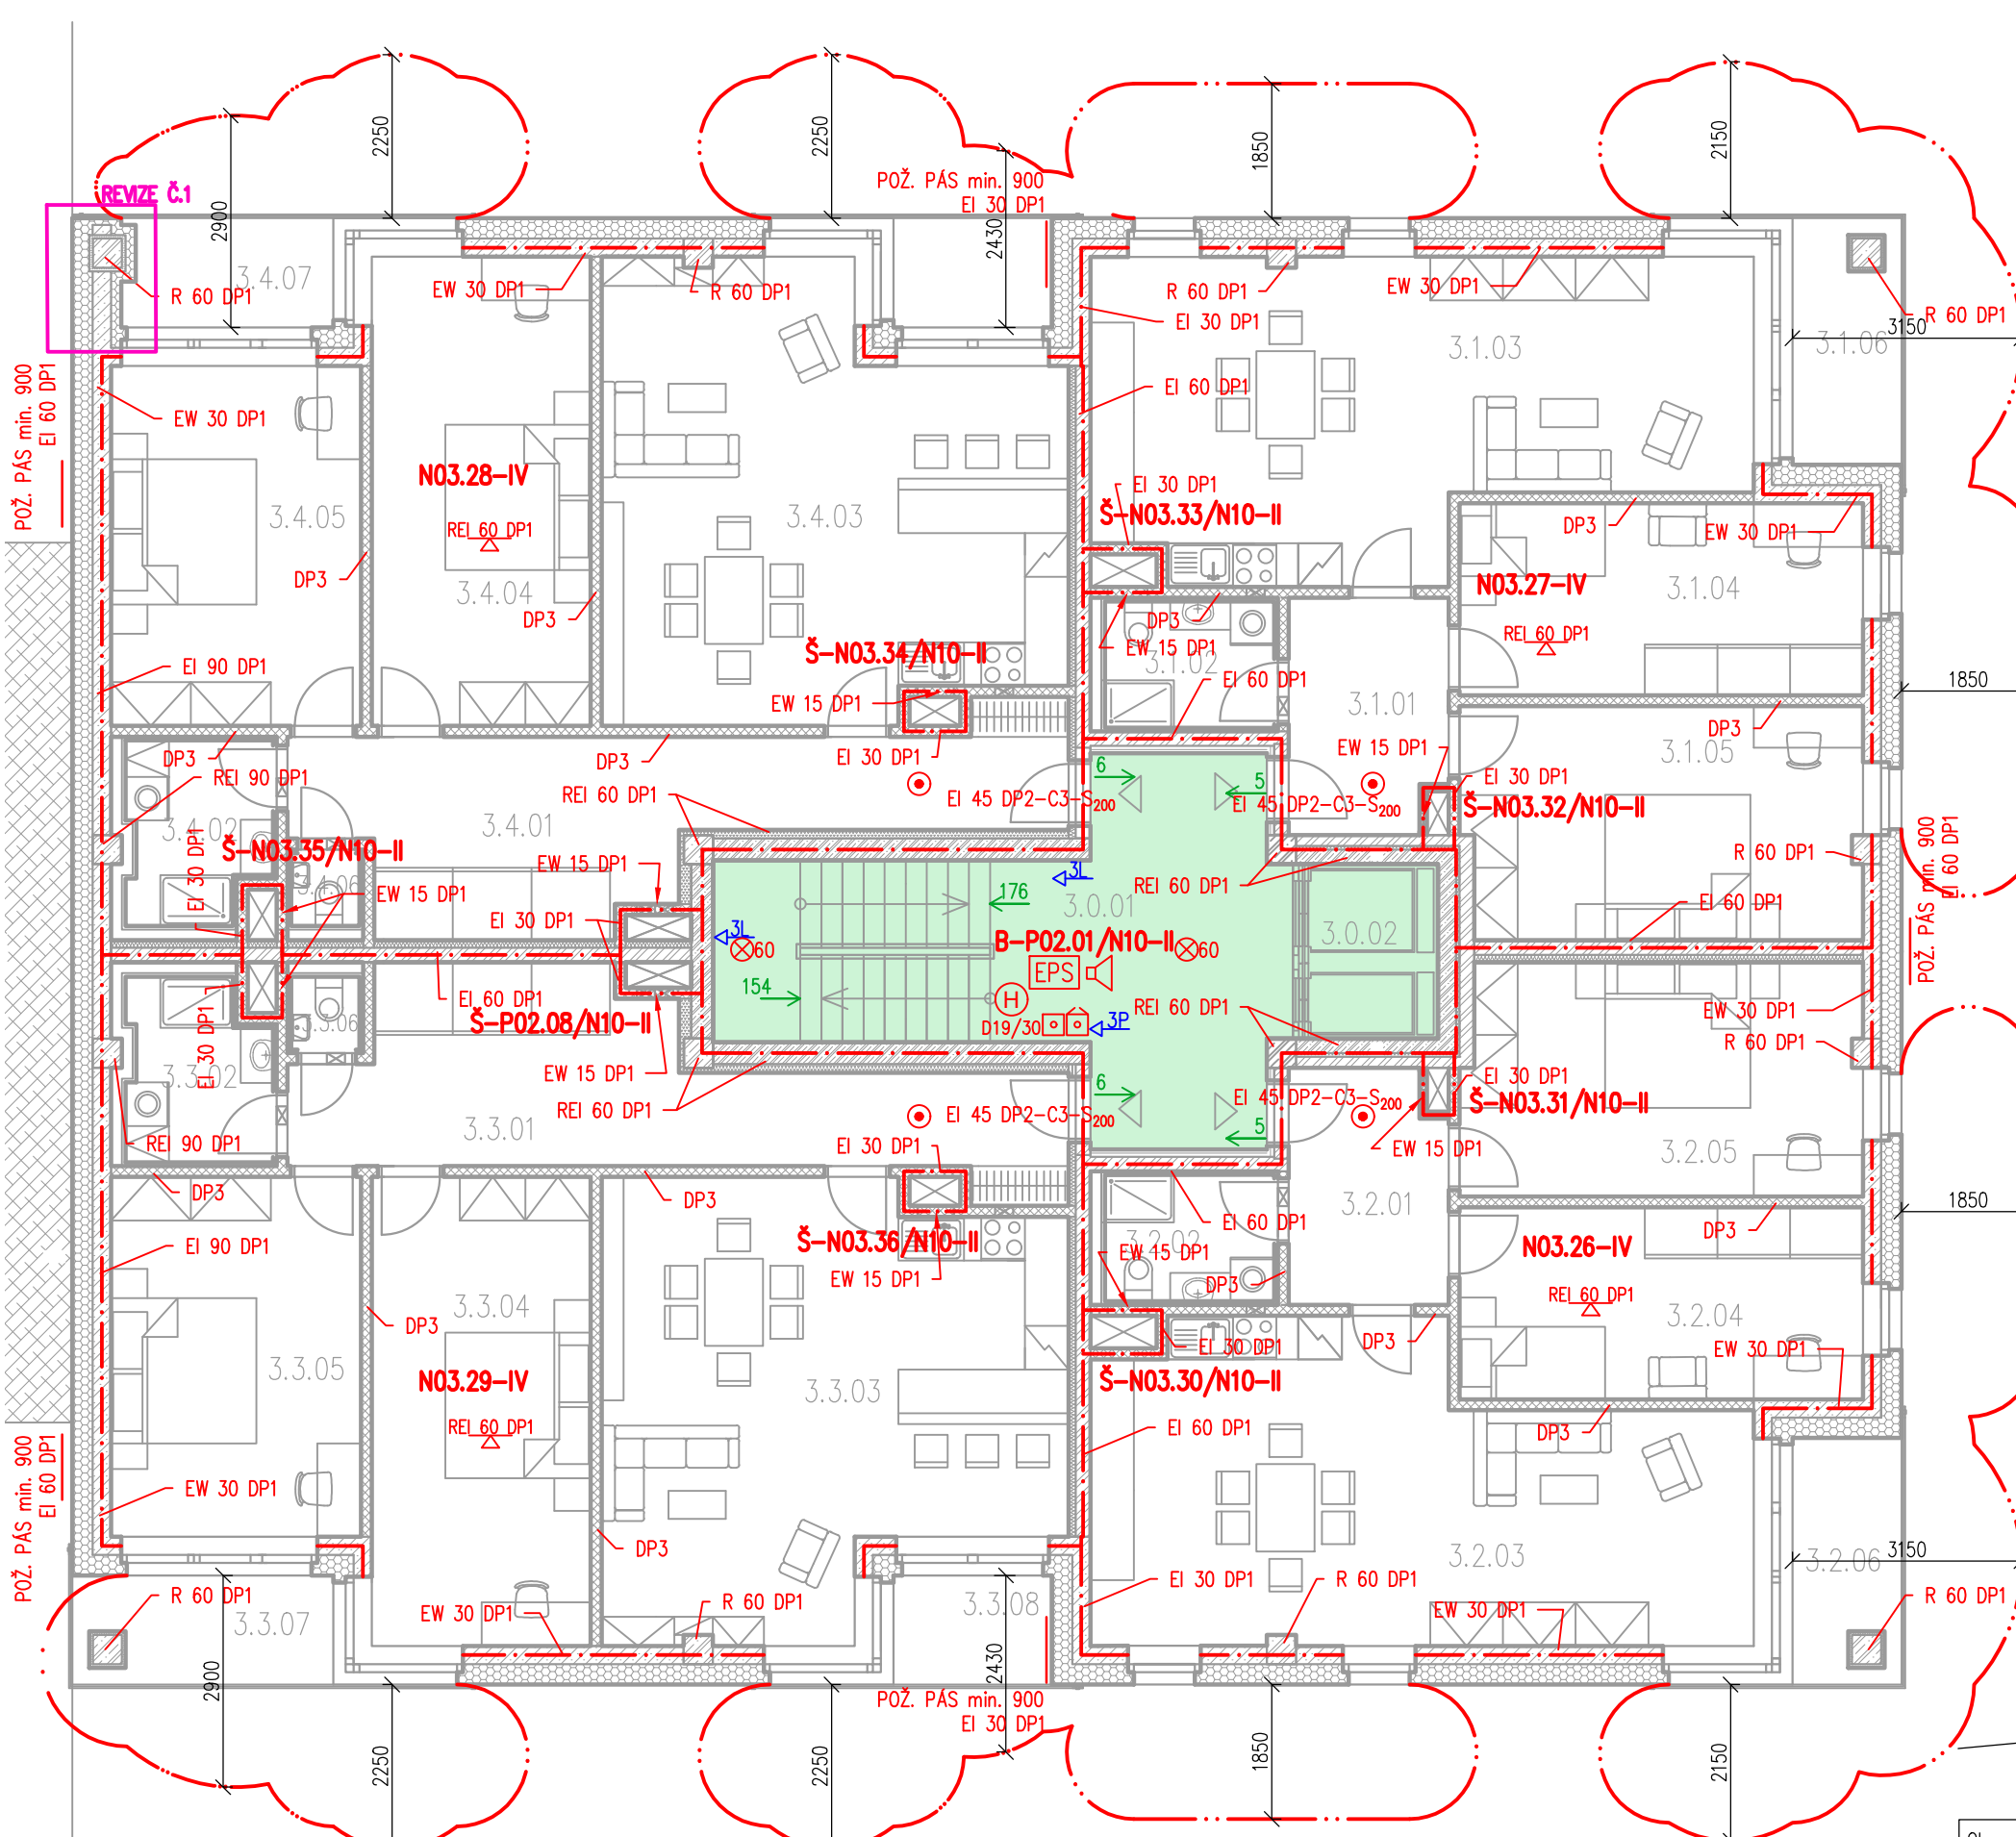 2250
2250
1850
2150
2900
2430
REVIZE Č.1
POŽ. PÁS min. 900
EI 30 DP1
3.4.07
R 60 DP1
EW 30 DP1
R 60 DP1
R 60 DP1
EW 30 DP1
EI 30 DP1
R 60 DP1
3150
3.1.06
3.1.03
POŽ. PÁS min. 900
EI 60 DP1
EW 30 DP1
EI 60 DP1
N03.28-IV
REI 60 DP1
3.4.05
3.4.04
3.4.03
DP3
DP3
EI 30 DP1
Š-N03.33/N10-II
DP3
EW 30 DP1
N03.27-IV
3.1.04
REI 60 DP1
DP3
EW 15 DP1
3.1.02
Š-N03.34/N10-II
EI 90 DP1
EW 15 DP1
EI 60 DP1
3.1.01
1850
DP3
3.1.05
EI 30 DP1
DP3
DP3
REI 90 DP1
EW 15 DP1
EI 30 DP1
REI 60 DP1
6
5
EI 45 DP2-C3-S200
EI 45 DP2-C3-S200
Š-N03.32/N10-II
3.4.02
3.4.01
Š-N03.35/N10-II
EI 30 DP1
EW 15 DP1
3.4.06
EW 15 DP1
EI 30 DP1
3L
176
3.0.01
REI 60 DP1
R 60 DP1
EI 60 DP1
POŽ. PÁS min. 900
EI 60 DP1
3L
60
B-P02.01/N10-II
60
3.0.02
EPS
154
H
D19/30
3P
REI 60 DP1
EI 60 DP1
Š-P02.08/N10-II
EW 30 DP1
R 60 DP1
3.3.06
EI 30 DP1
3.3.02
EW 15 DP1
REI 60 DP1
6
5
EI 45 DP2-C3-S200
EI 45 DP2-C3-S200
EI 30 DP1
Š-N03.31/N10-II
EW 15 DP1
REI 90 DP1
3.3.01
EI 30 DP1
3.2.05
DP3
DP3
3.2.01
1850
EI 60 DP1
DP3
3.2.02
EW 15 DP1
DP3
EI 90 DP1
Š-N03.36/N10-II
EW 15 DP1
N03.26-IV
REI 60 DP1
3.2.04
3.3.04
DP3
DP3
EI 30 DP1
EW 30 DP1
3.3.05
N03.29-IV
3.3.03
Š-N03.30/N10-II
REI 60 DP1
EI 60 DP1
DP3
POŽ. PÁS min. 900
EI 60 DP1
EW 30 DP1
DP3
3.2.03
3.2.06
3150
R 60 DP1
3.3.07
EW 30 DP1
R 60 DP1
3.3.08
EI 30 DP1
R 60 DP1
EW 30 DP1
R 60 DP1
2900
2430
POŽ. PÁS min. 900
EI 30 DP1
2250
2250
1850
2150